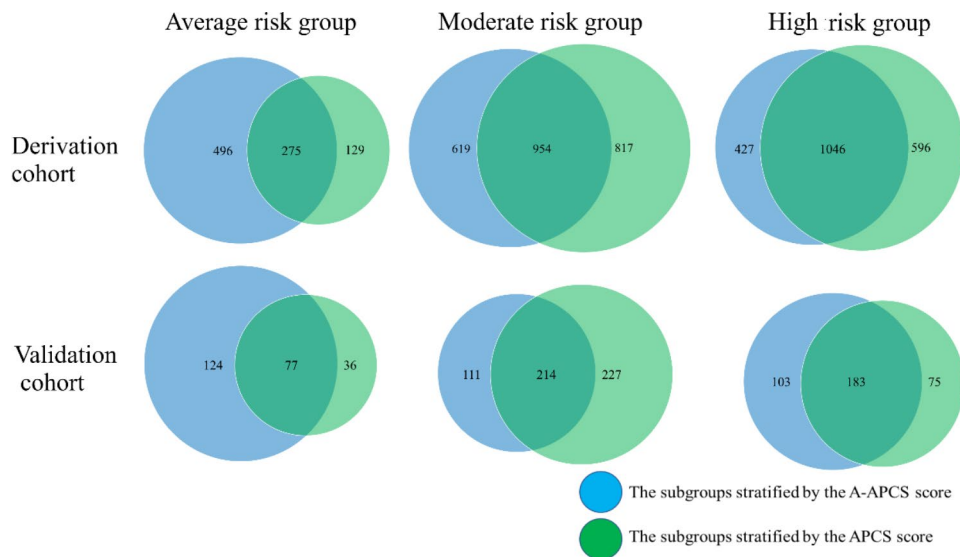 Average risk group
Moderate risk group
High risk group
Derivation
cohort
496
275
129
619
954
817
427
1046
596
Validation
cohort
124
77
36
111
214
227
103
183
75
The subgroups stratified by the A-APCS score
The subgroups stratified by the APCS score